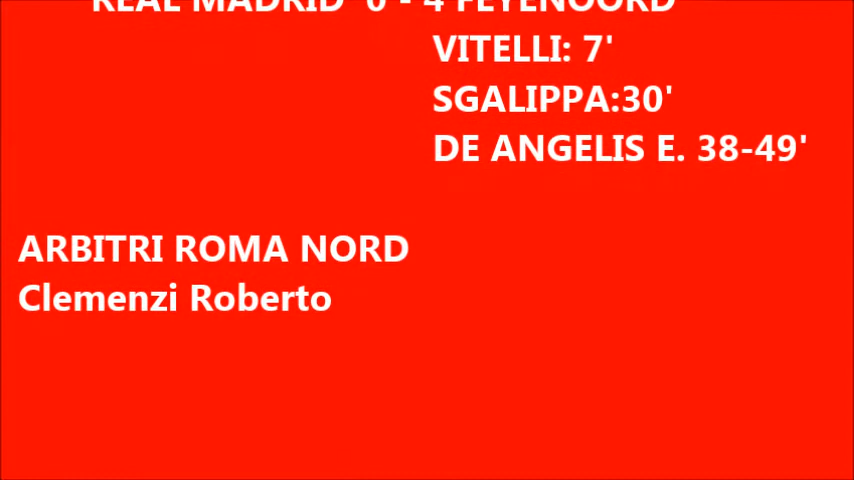 REAL MADRID 0 - 4 FEYENOORD
VITELLI: 7'
SGALIPPA:30'
DE ANGELIS E. 38-49'
ARBITRI ROMA NORD
Clemenzi Roberto